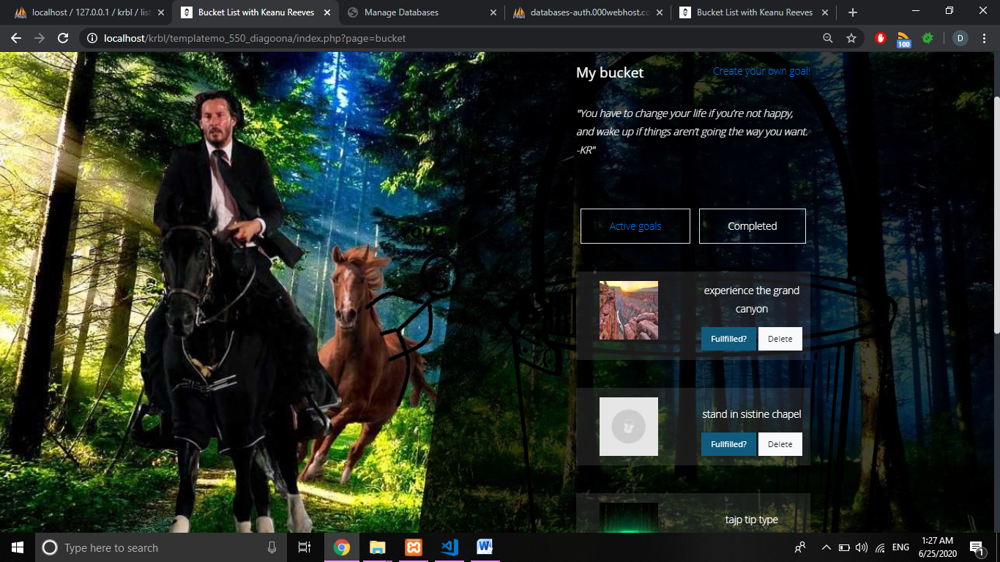 localhost / 127.0.0.1 / krbl / list
Bucket List with Keanu Reeves
Manage Databases
databases-auth.000webhost.co
Bucket List with Keanu Reeves
localhost/krbl/templatemo_550_diagoona/index.php?page=bucket
100
D
My bucket
Create your own goal!
"You have to change your life if you're not happy,
and wake up if things aren't going the way you want.
-KR"
you
Active goals
Completed
experience the grand
canyon
Fullfilled?
Delete
stand in sistine chapel
Fullfilled?
Delete
tajp tip type
Type here to search
ENG
1:27 AM
6/25/2020
1